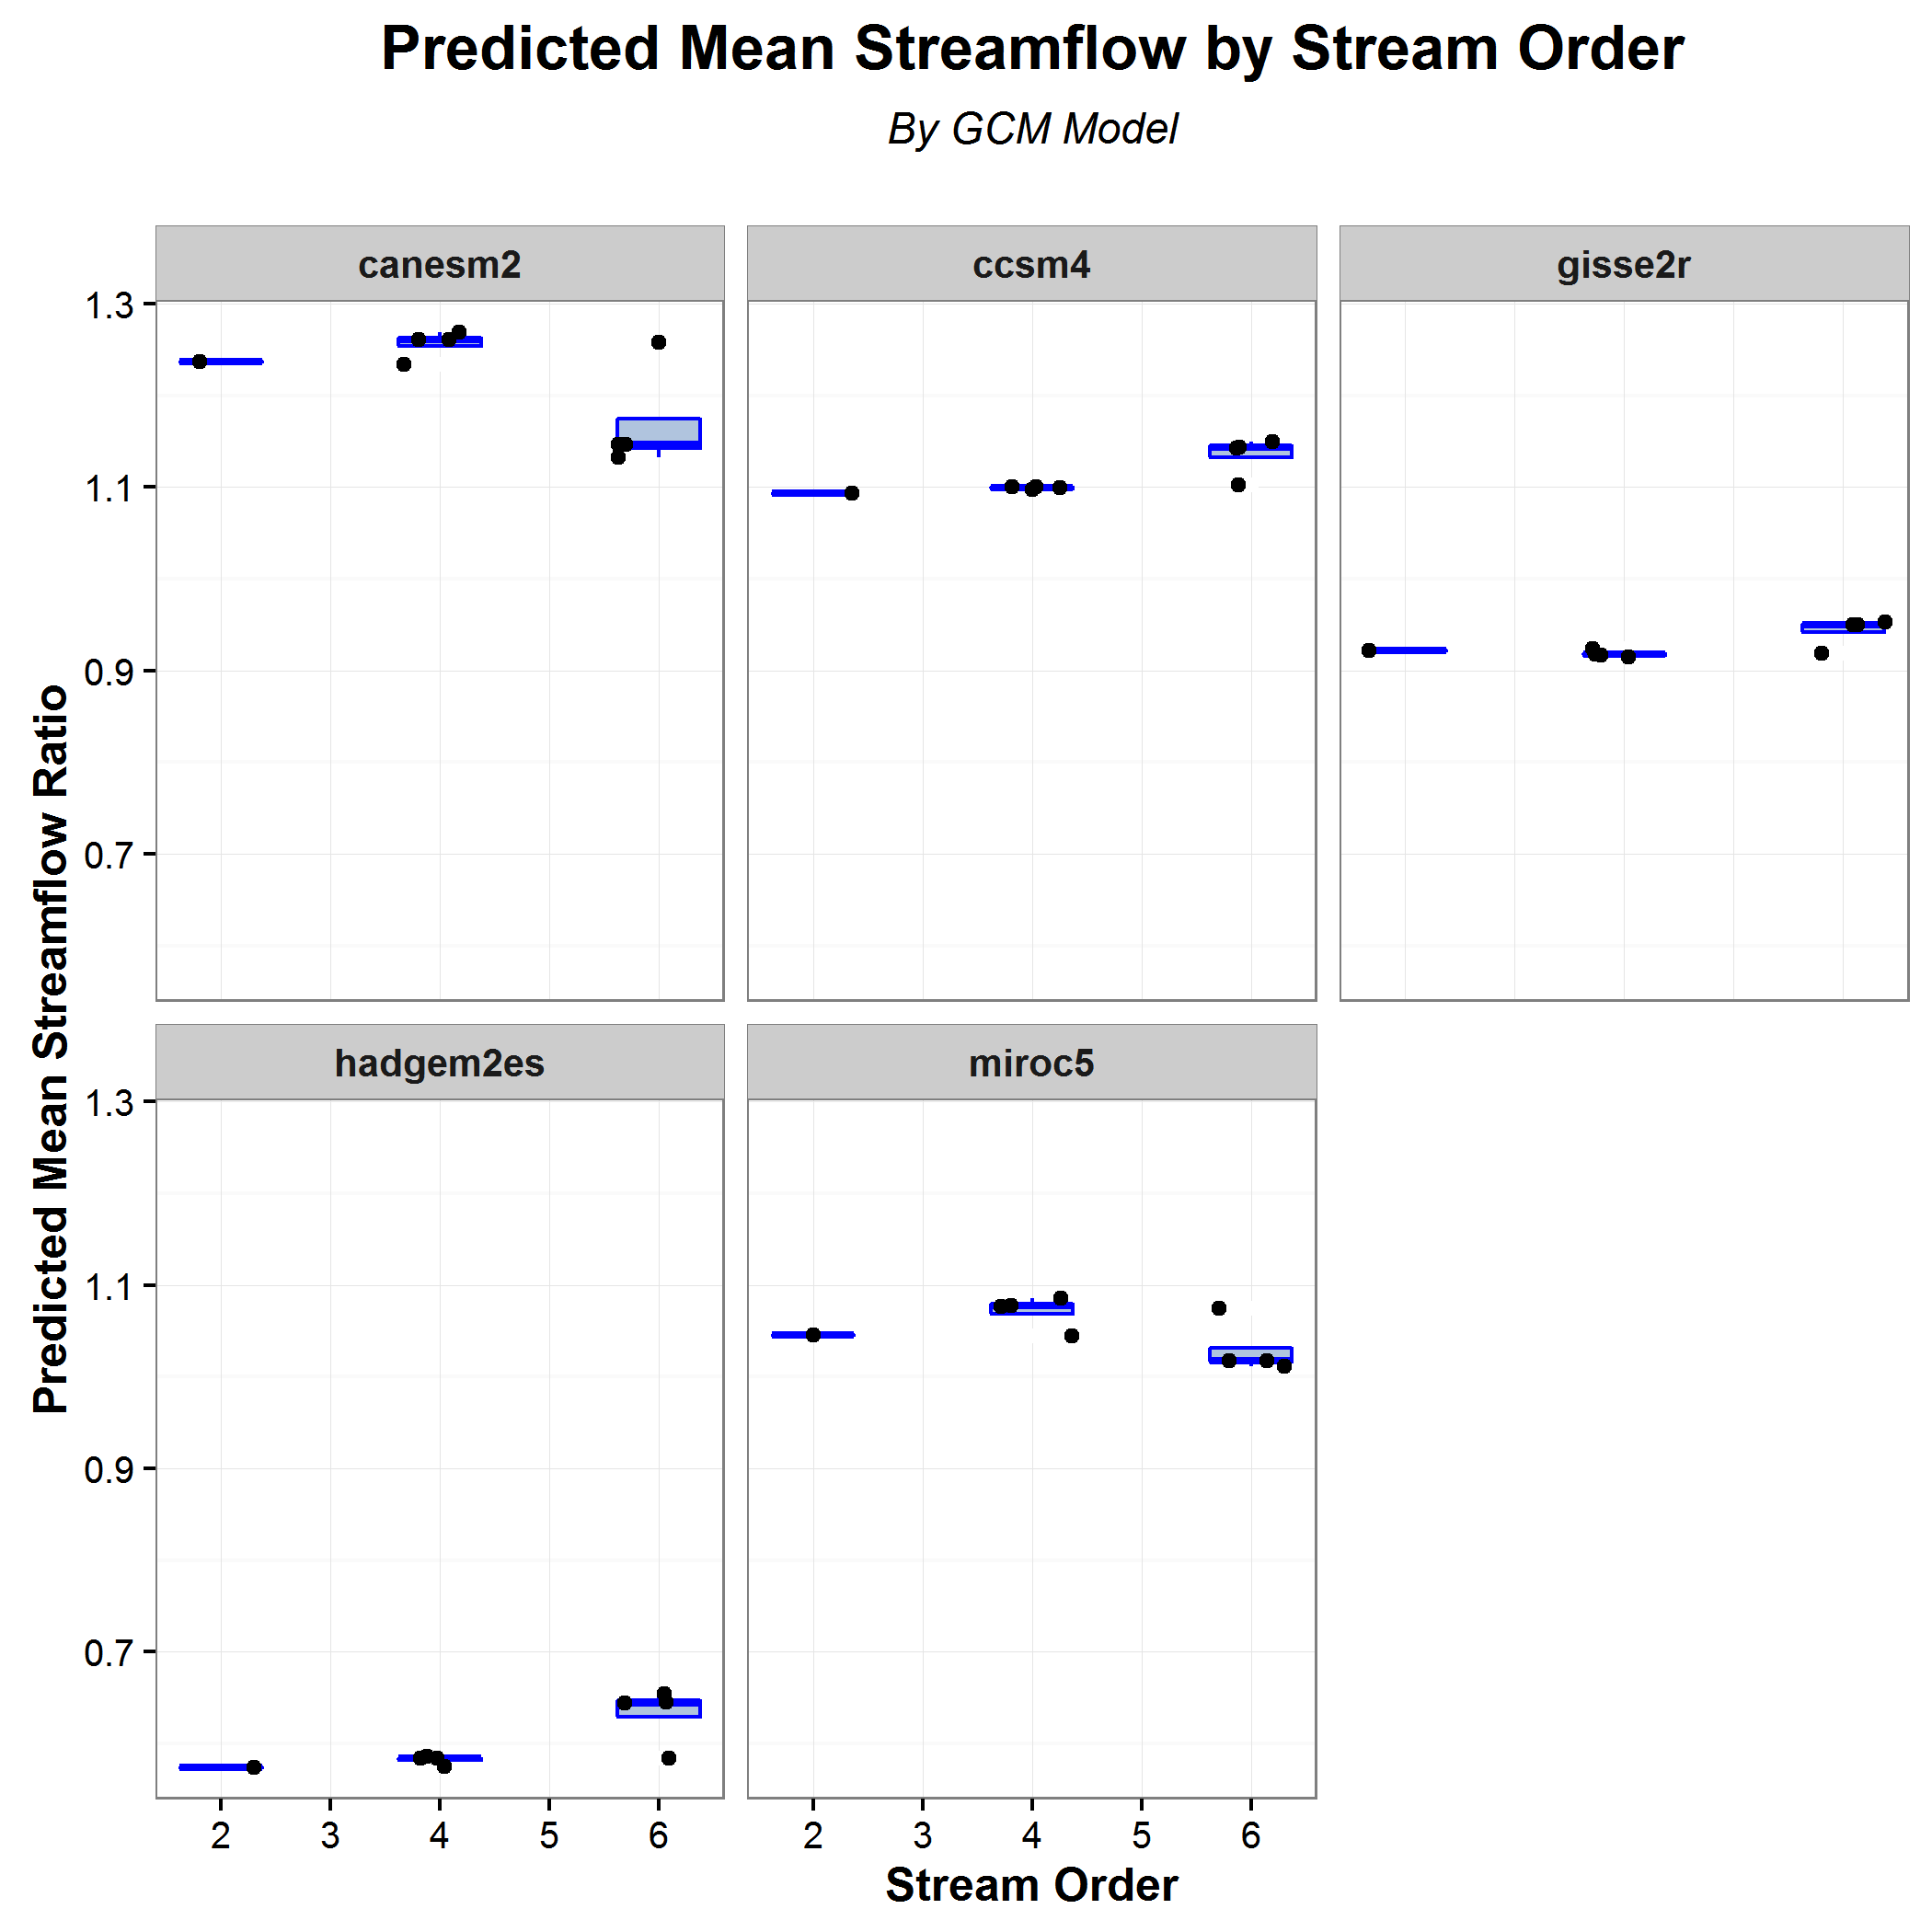 Predicted Mean Streamflow by Stream Order
By GCM Model
canesm2
ccsm4
gisse2r
1.3
1.1
0.9
0.7
Predicted Mean Streamflow Ratio
hadgem2es
miroc5
1.3
1.1
0.9
0.7
2 3 4 5 6
2 3 4 5 6
Stream Order